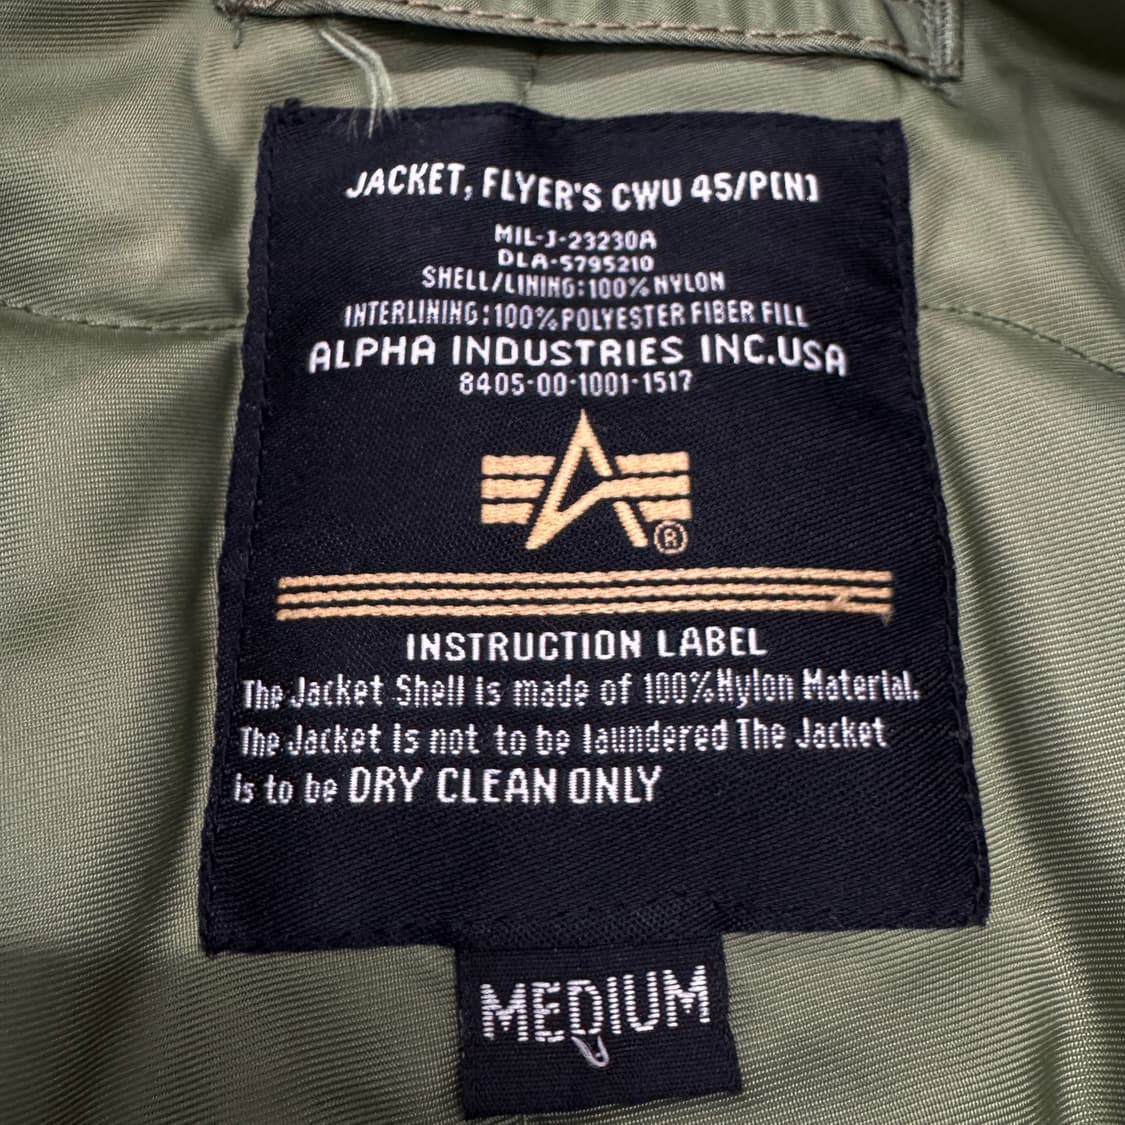 JACKET, FLYER'S CWU 45/P[N]
MIL-J-23230A
DLA-5795210
SHELL/LINING:100% NYLON
INTERLINING:100%POLYESTER FIBER FILL
ALPHA INDUSTRIES INC.USA
8405-00-1001-1517
®
INSTRUCTION LABEL
The Jacket Shell is made of 100%Nylon Material.
The Jacket is not to be laundered The Jacket
is to be DRY CLEAN ONLY
MEDIUM